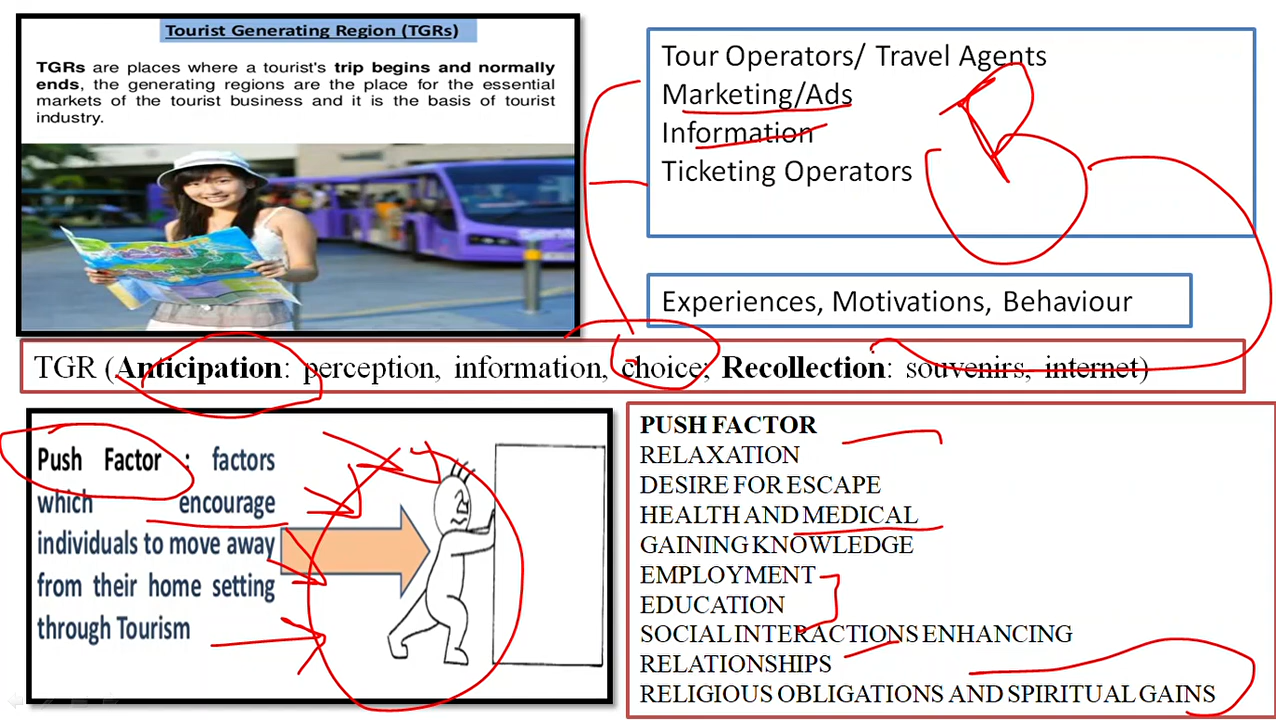 Tourist Generating Region (TGRs)
TGRs are places where a tourist's trip begins and normally
ends, the generating regions are the place for the essential
markets of the tourist business and it is the basis of tourist
industry.
Tour Operators/ Travel Agents
Marketing/Ads
Information
Ticketing Operators
Experiences, Motivations, Behaviour
TGR (Anticipation: perception, information, choice; Recollection: souvenirs, internet)
Push Factor : factors
which encourage
individuals to move away
from their home setting
through Tourism
PUSH FACTOR
RELAXATION
DESIRE FOR ESCAPE
HEALTH AND MEDICAL
GAINING KNOWLEDGE
EMPLOYMENT
EDUCATION
SOCIAL INTERACTIONS ENHANCING
RELATIONSHIPS
RELIGIOUS OBLIGATIONS AND SPIRITUAL GAINS